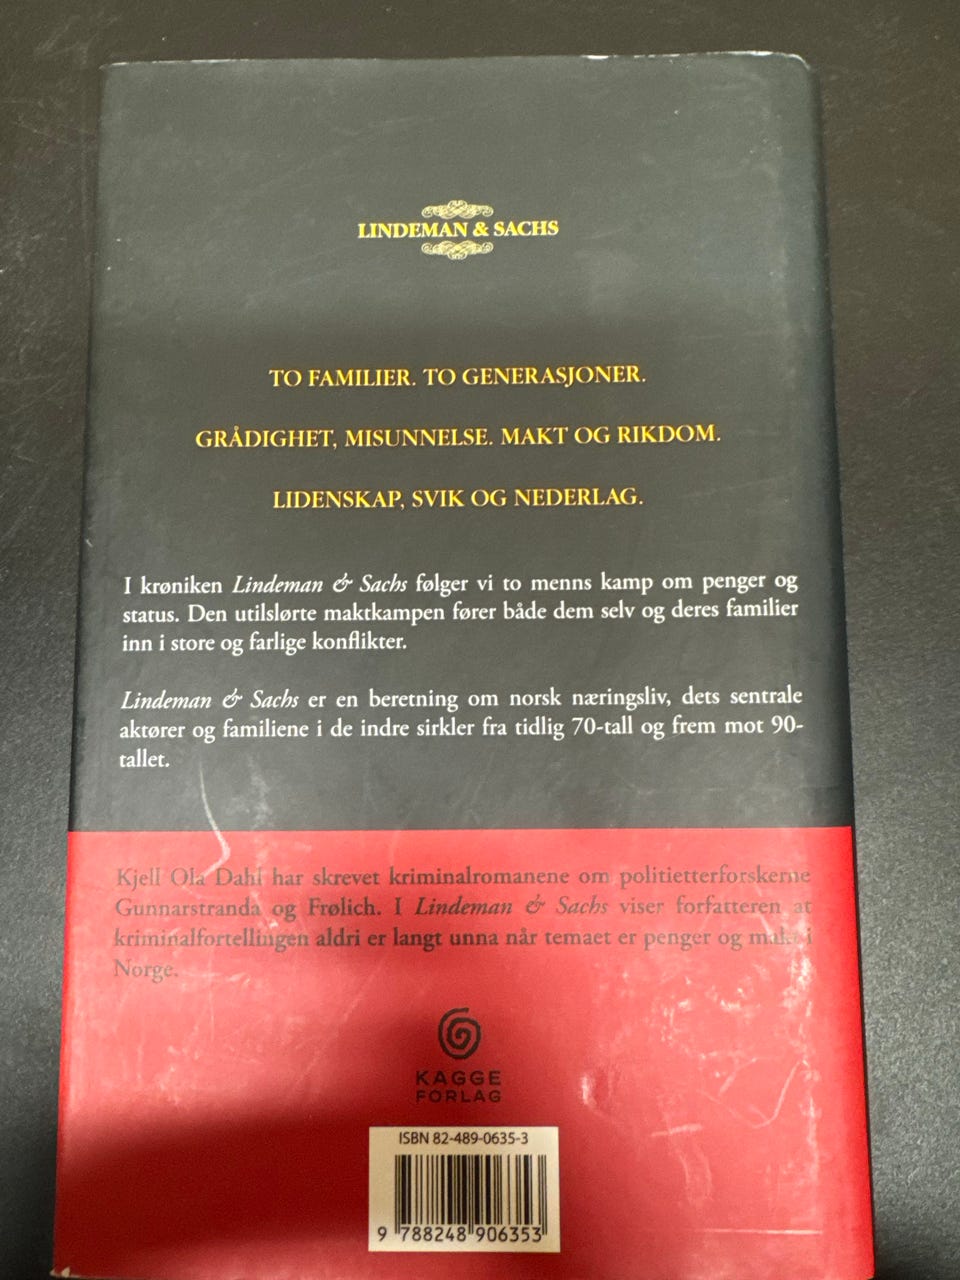 LINDEMAN & SACHS
TO FAMILIER. TO GENERASJONER.
GRÅDIGHET, MISUNNELSE. MAKT OG RIKDOM.
LIDENSKAP, SVIK OG NEDERLAG.
I krøniken Lindeman & Sachs følger vi to menns kamp om penger og
status. Den utilslørte maktkampen fører både dem selv og deres familier
inn i store og farlige konflikter.
Lindeman & Sachs er en beretning om norsk næringsliv, dets sentrale
aktører og familiene i de indre sirkler fra tidlig 70-tall og frem mot 90-
tallet.
Kjell Ola Dahl har skrevet kriminalromanene om politietterforskerne
Gunnarstranda og Frølich. I Lindeman & Sachs viser forfatteren at
kriminalfortellingen aldri er langt unna når temaet er penger og makt i
Norge.
KAGGE
FORLAG
ISBN 82-489-0635-3
9 788248 906353